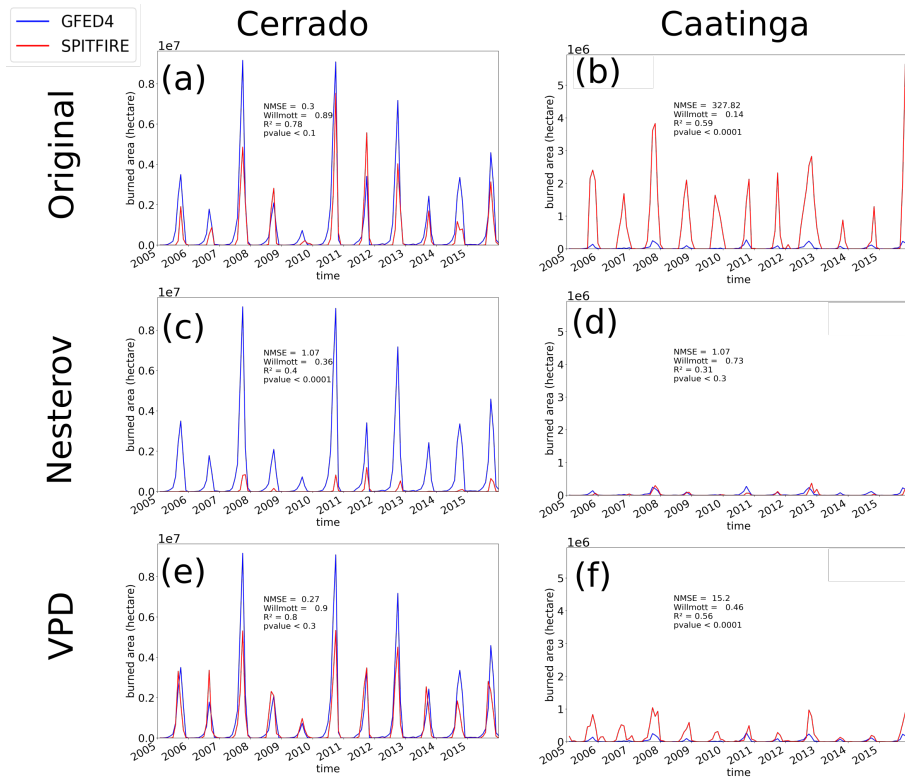 GFED4
SPITFIRE
Cerrado
Caatinga
Original
Nesterov
VPD
1e7
(a)
NMSE = 0.3
Willmott = 0.89
R² = 0.78
pvalue < 0.1
burned area (hectare)
0.8
0.6
0.4
0.2
0.0
2005 2006 2007 2008 2009 2010 2011 2012 2013 2014 2015
time
1e6
(b)
NMSE = 327.82
Willmott = 0.14
R² = 0.59
pvalue < 0.0001
burned area (hectare)
5
4
3
2
1
0
2005 2006 2007 2008 2009 2010 2011 2012 2013 2014 2015
time
1e7
(c)
NMSE = 1.07
Willmott = 0.36
R² = 0.4
pvalue < 0.0001
burned area (hectare)
0.8
0.6
0.4
0.2
0.0
2005 2006 2007 2008 2009 2010 2011 2012 2013 2014 2015
time
1e6
(d)
NMSE = 1.07
Willmott = 0.73
R² = 0.31
pvalue < 0.3
burned area (hectare)
5
4
3
2
1
0
2005 2006 2007 2008 2009 2010 2011 2012 2013 2014 2015
time
1e7
(e)
NMSE = 0.27
Willmott = 0.9
R² = 0.8
pvalue < 0.3
burned area (hectare)
0.8
0.6
0.4
0.2
0.0
2005 2006 2007 2008 2009 2010 2011 2012 2013 2014 2015
time
1e6
(f)
NMSE = 15.2
Willmott = 0.46
R² = 0.56
pvalue < 0.0001
burned area (hectare)
5
4
3
2
1
0
2005 2006 2007 2008 2009 2010 2011 2012 2013 2014 2015
time